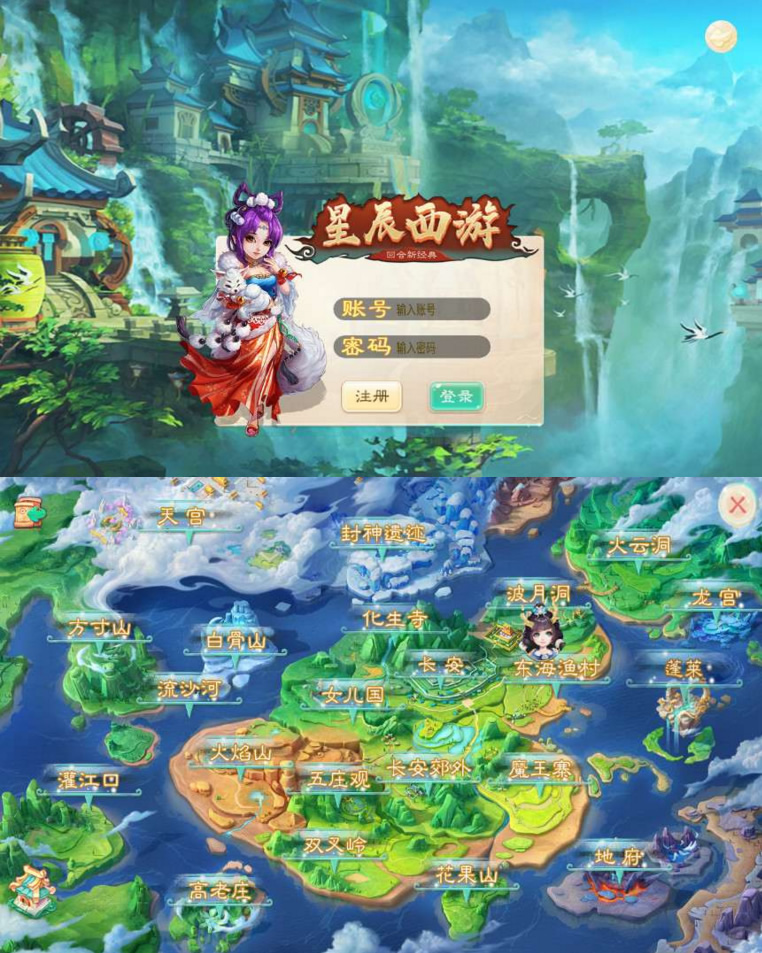 星辰西游
回合新经典
账号 输入账号
密码 输入密码
注册 登录
天宫
封神遗迹
火云洞
波月洞
龙宫
方寸山
化生寺
白骨山
长安
东海渔村
蓬莱
流沙河
女儿国
火焰山
灌江口
五庄观
长安郊外
魔王寨
双叉岭
地府
高老庄
花果山